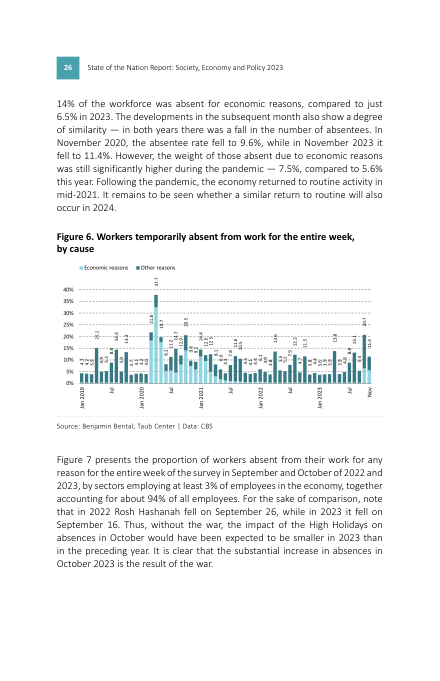 26 State of the Nation Report: Society, Economy and Policy 2023
14% of the workforce was absent for economic reasons, compared to just
6.5% in 2023. The developments in the subsequent month also show a degree
of similarity — in both years there was a fall in the number of absentees. In
November 2020, the absentee rate fell to 9.6%, while in November 2023 it
fell to 11.4%. However, the weight of those absent due to economic reasons
was still significantly higher during the pandemic — 7.5%, compared to 5.6%
this year. Following the pandemic, the economy returned to routine activity in
mid-2021. It remains to be seen whether a similar return to routine will also
occur in 2024.
Figure 6. Workers temporarily absent from work for the entire week,
by cause
Economic reasons Other reasons
40%
35%
30%
25%
20%
15%
10%
5%
0%
Jan 2019 Jul Jan 2020 Jul Jan 2021 Jul Jan 2022 Jul Jan 2023 Jul Nov
Source: Benjamin Bental, Taub Center | Data: CBS
Figure 7 presents the proportion of workers absent from their work for any
reason for the entire week of the survey in September and October of 2022 and
2023, by sectors employing at least 3% of employees in the economy, together
accounting for about 94% of all employees. For the sake of comparison, note
that in 2022 Rosh Hashanah fell on September 26, while in 2023 it fell on
September 16. Thus, without the war, the impact of the High Holidays on
absences in October would have been expected to be smaller in 2023 than
in the preceding year. It is clear that the substantial increase in absences in
October 2023 is the result of the war.